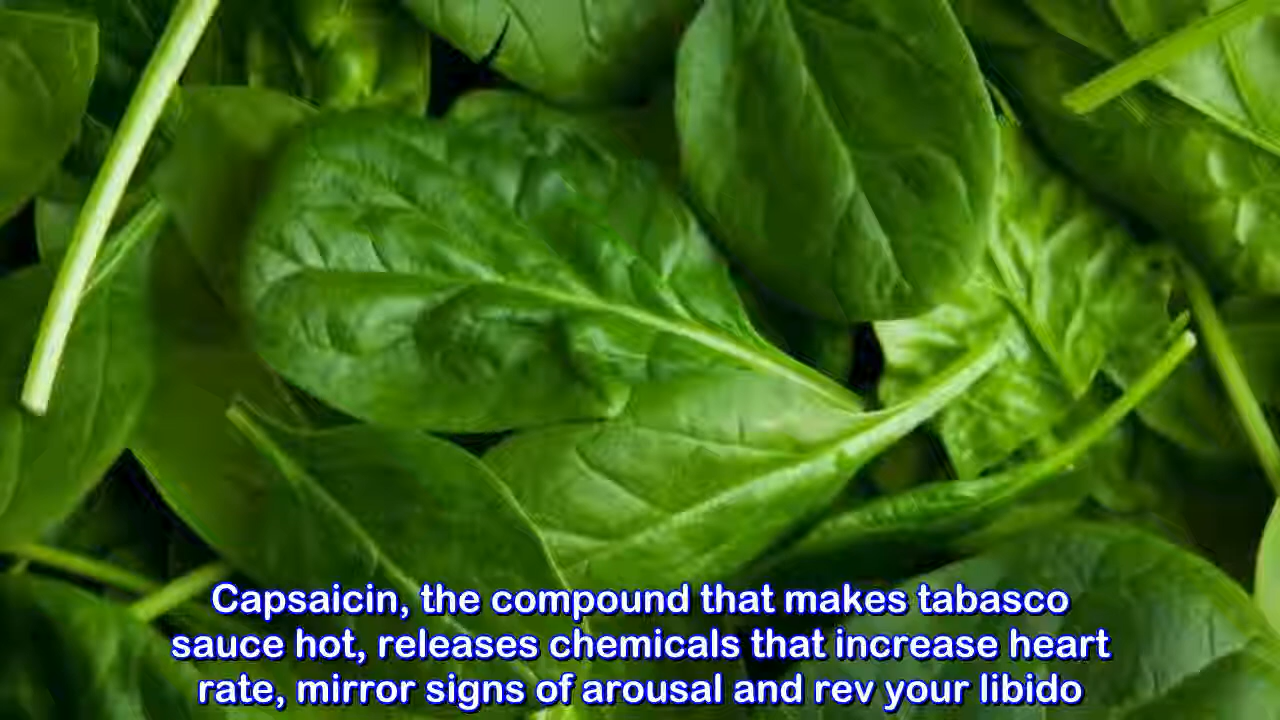 Capsaicin, the compound that makes tabasco
sauce hot, releases chemicals that increase heart
rate, mirror signs of arousal and rev your libido